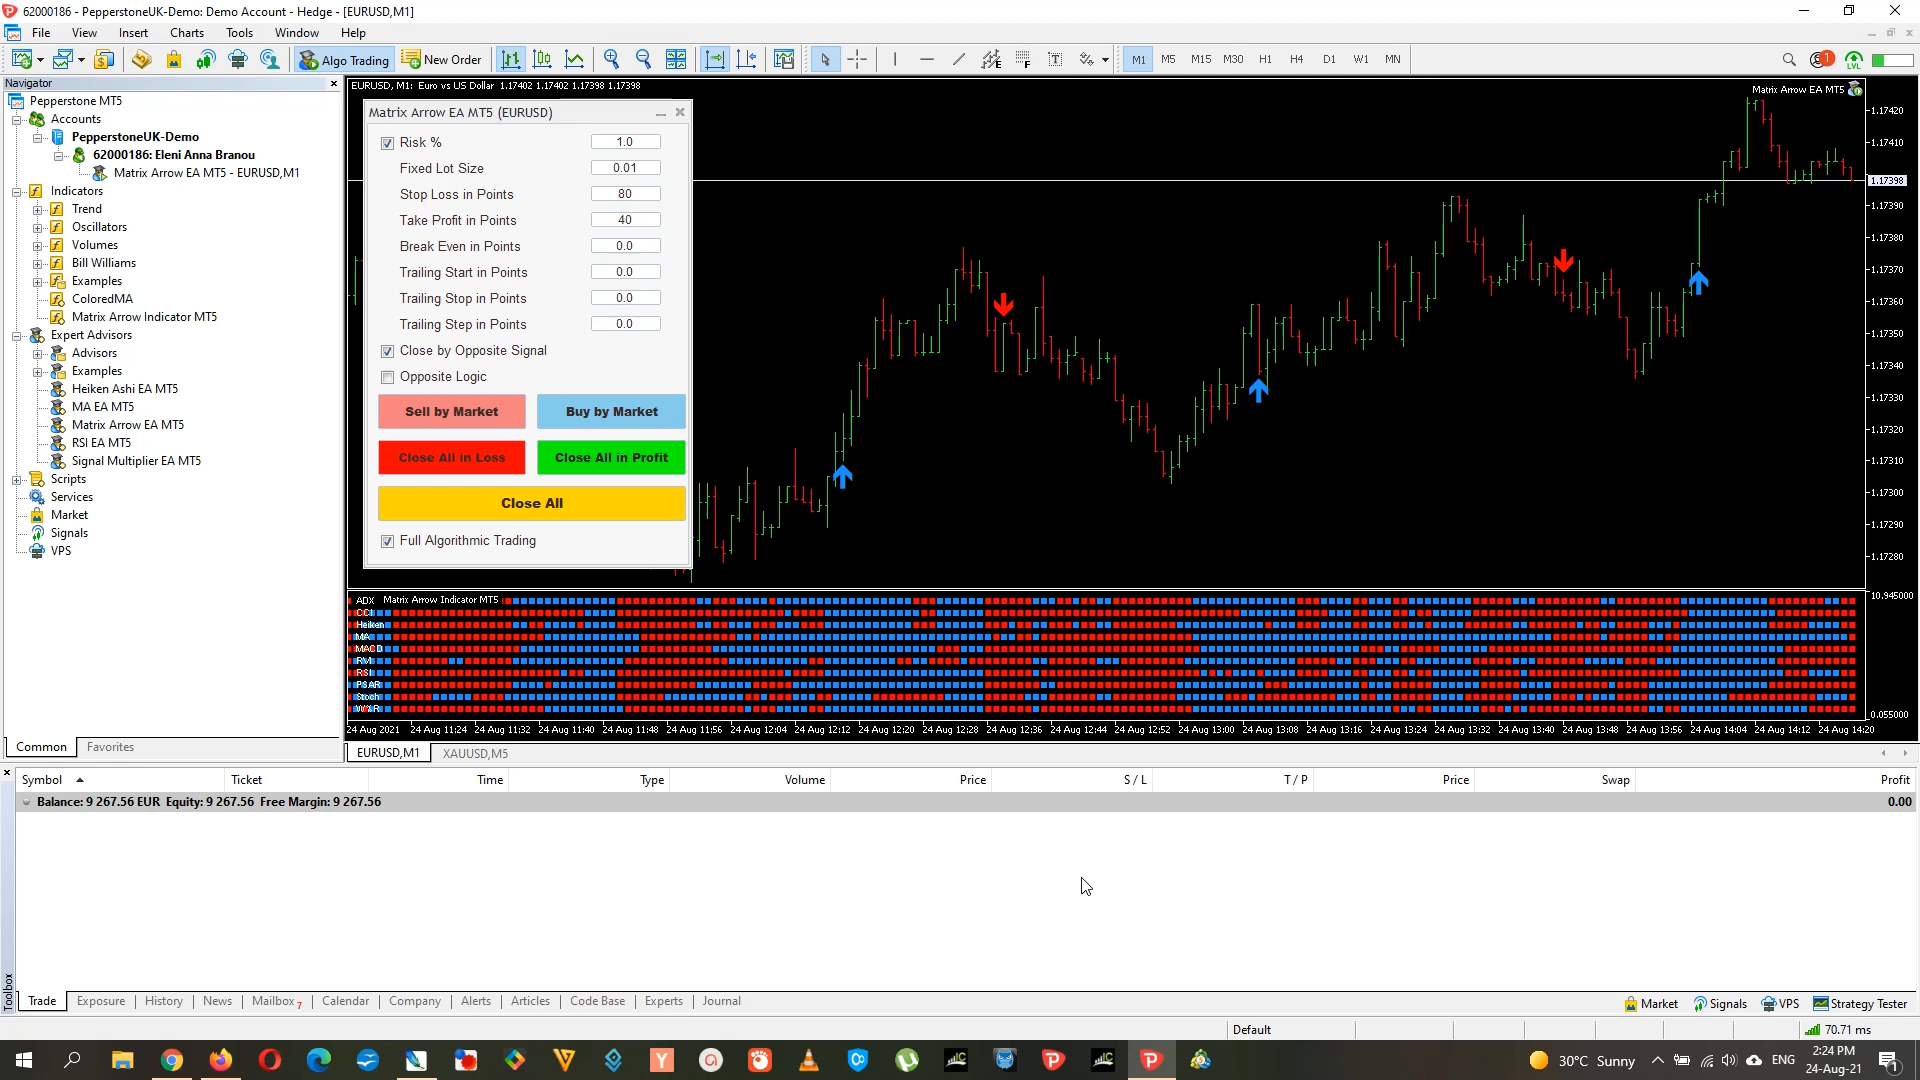 62000186 - PepperstoneUK-Demo: Demo Account - Hedge - [EURUSD,M1]
File View Insert Charts Tools Window Help
Algo Trading New Order M1 M5 M15 M30 H1 H4 D1 W1 MN 1 LVL
Navigator
Pepperstone MT5
Accounts
PepperstoneUK-Demo
62000186: Eleni Anna Branou
Matrix Arrow EA MT5 - EURUSD,M1
Indicators
Trend
Oscillators
Volumes
Bill Williams
Examples
ColoredMA
Matrix Arrow Indicator MT5
Expert Advisors
Advisors
Examples
Heiken Ashi EA MT5
MA EA MT5
Matrix Arrow EA MT5
RSI EA MT5
Signal Multiplier EA MT5
Scripts
Services
Market
Signals
VPS
Common Favorites
EURUSD, M1: Euro vs US Dollar 1.17402 1.17402 1.17398 1.17398
Matrix Arrow EA MT5
Matrix Arrow EA MT5 (EURUSD)
Risk % 1.0
Fixed Lot Size 0.01
Stop Loss in Points 80
Take Profit in Points 40
Break Even in Points 0.0
Trailing Start in Points 0.0
Trailing Stop in Points 0.0
Trailing Step in Points 0.0
Close by Opposite Signal
Opposite Logic
Sell by Market Buy by Market
Close All in Loss Close All in Profit
Close All
Full Algorithmic Trading
1.17420
1.17410
1.17398
1.17390
1.17380
1.17370
1.17360
1.17350
1.17340
1.17330
1.17320
1.17310
1.17300
1.17290
1.17280
ADX Matrix Arrow Indicator MT5 10.945000
CCI
Heiken
MA
MACD
RVI
RSI
PSAR
Stoch
W%R 0.055000
24 Aug 2021 24 Aug 11:24 24 Aug 11:32 24 Aug 11:40 24 Aug 11:48 24 Aug 11:56 24 Aug 12:04 24 Aug 12:12 24 Aug 12:20 24 Aug 12:28 24 Aug 12:36 24 Aug 12:44 24 Aug 12:52 24 Aug 13:00 24 Aug 13:08 24 Aug 13:16 24 Aug 13:24 24 Aug 13:32 24 Aug 13:40 24 Aug 13:48 24 Aug 13:56 24 Aug 14:04 24 Aug 14:12 24 Aug 14:20
EURUSD,M1 XAUUSD,M5
Symbol Ticket Time Type Volume Price S / L T / P Price Swap Profit
Balance: 9 267.56 EUR Equity: 9 267.56 Free Margin: 9 267.56 0.00
Toolbox
Trade Exposure History News Mailbox 7 Calendar Company Alerts Articles Code Base Experts Journal
Market Signals VPS Strategy Tester
Default 70.71 ms
30°C Sunny ENG 2:24 PM
24-Aug-21 1